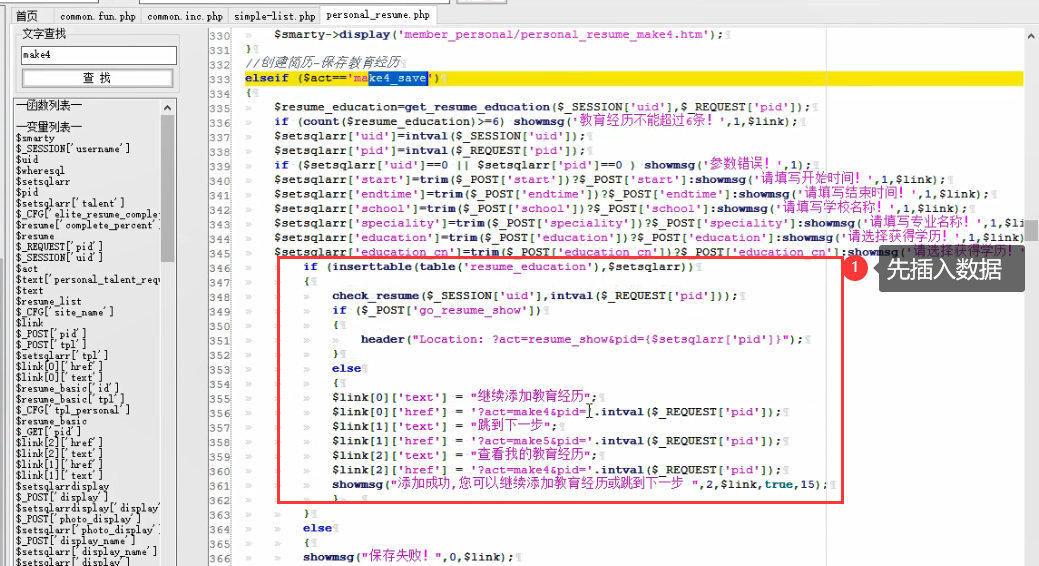 首页 common.fun.php common.inc.php simple-list.php personal_resume.php
文字查找
make4
查 找
—函数列表—
—变量列表—
$smarty
$_SESSION['username']
$uid
$wheresql
$setsqlarr
$pid
$setsqlarr['talent']
$_CFG['elite_resume_comple
$resume['complete_percent'
$resume
$_REQUEST['pid']
$_SESSION['uid']
$act
$text['personal_talent_requ
$text
$resume_list
$_CFG['site_name']
$link
$_POST['pid']
$_POST['tpl']
$setsqlarr['tpl']
$link[0]['href']
$link[0]['text']
$resume_basic['id']
$resume_basic['tpl']
$_CFG['tpl_personal']
$resume_basic
$_GET['pid']
$link[2]['href']
$link[2]['text']
$link[1]['href']
$link[1]['text']
$setsqlarrdisplay
$_POST['display']
$setsqlarrdisplay['display'
$_POST['photo_display']
$setsqlarr['photo_display']
$_POST['display_name']
$setsqlarr['display_name']
$setsqlarr['display']
330 $smarty->display('member_personal/personal_resume_make4.htm');
331 }
332 //创建简历-保存教育经历
333 elseif ($act=='make4_save')
334 {
335 $resume_education=get_resume_education($_SESSION['uid'],$_REQUEST['pid']);
336 if (count($resume_education)>=6) showmsg('教育经历不能超过6条！',1,$link);
337 $setsqlarr['uid']=intval($_SESSION['uid']);
338 $setsqlarr['pid']=intval($_REQUEST['pid']);
339 if ($setsqlarr['uid']==0 || $setsqlarr['pid']==0 ) showmsg('参数错误！',1);
340 $setsqlarr['start']=trim($_POST['start'])?$_POST['start']:showmsg('请填写开始时间！',1,$link);
341 $setsqlarr['endtime']=trim($_POST['endtime'])?$_POST['endtime']:showmsg('请填写结束时间！',1,$link);
342 $setsqlarr['school']=trim($_POST['school'])?$_POST['school']:showmsg('请填写学校名称！',1,$link);
343 $setsqlarr['speciality']=trim($_POST['speciality'])?$_POST['speciality']:showmsg('请填写专业名称！',1,$li
344 $setsqlarr['education']=trim($_POST['education'])?$_POST['education']:showmsg('请选择获得学历！',1,$link)
345 $setsqlarr['education_cn']=trim($_POST['education_cn'])?$_POST['education_cn']:showmsg('请选择获得学历！'
346 if (inserttable(table('resume_education'),$setsqlarr))
347 {
348 check_resume($_SESSION['uid'],intval($_REQUEST['pid']));
349 if ($_POST['go_resume_show'])
350 {
351 header("Location: ?act=resume_show&pid={$setsqlarr['pid']}");
352 }
353 else
354 {
355 $link[0]['text'] = "继续添加教育经历";
356 $link[0]['href'] = '?act=make4&pid='.intval($_REQUEST['pid']);
357 $link[1]['text'] = "跳到下一步";
358 $link[1]['href'] = '?act=make5&pid='.intval($_REQUEST['pid']);
359 $link[2]['text'] = "查看我的教育经历";
360 $link[2]['href'] = '?act=make4&pid='.intval($_REQUEST['pid']);
361 showmsg("添加成功,您可以继续添加教育经历或跳到下一步 ",2,$link,true,15);
362 }
363 }
364 else
365 {
366 showmsg("保存失败！",0,$link);
1 先插入数据